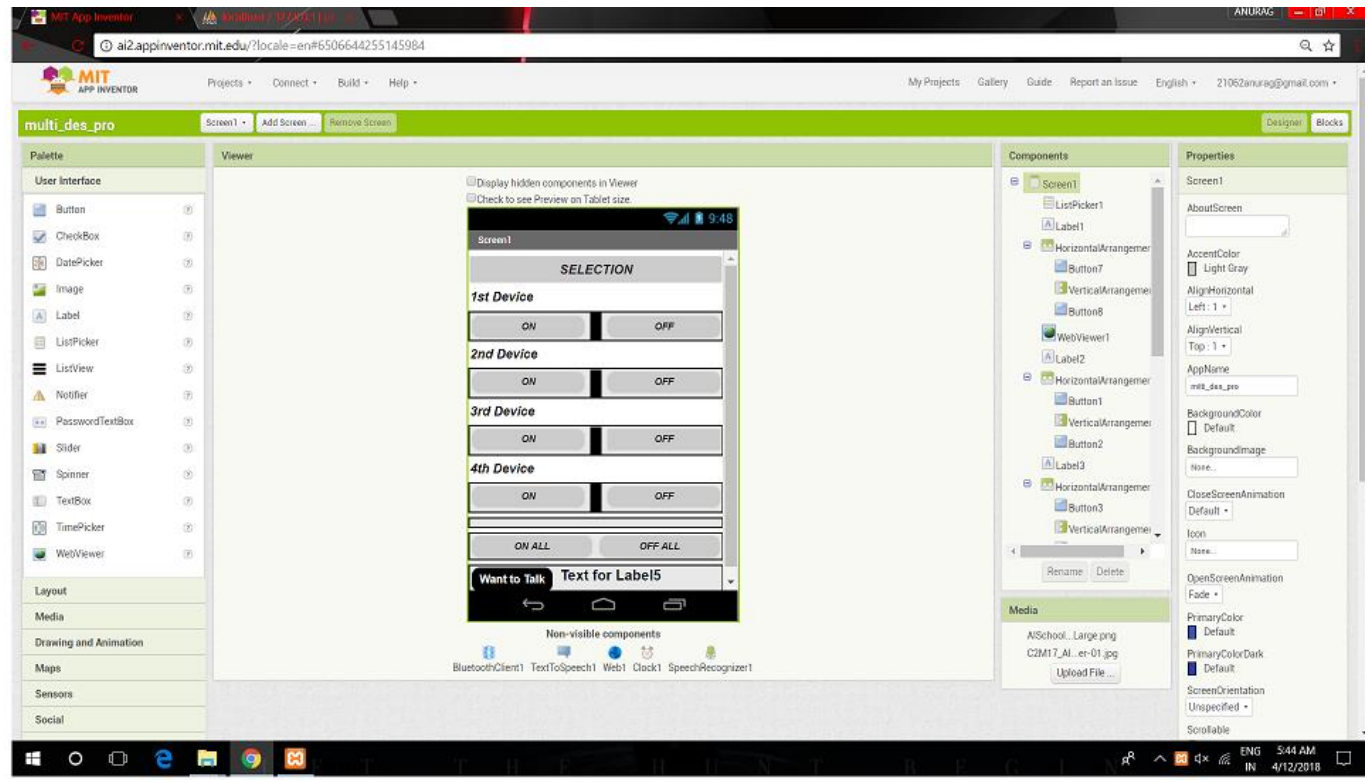 MIT App Inventor
ANURAG
ai2.appinventor.mit.edu/?locale=en#6506644255145984
MIT
APP INVENTOR
Projects
Connect
Build
Help
My Projects
Gallery
Guide
Report an Issue
English
21062anurag@gmail.com
multi_des_pro
Screen1
Add Screen ...
Remove Screen
Designer
Blocks
Palette
User Interface
Button
CheckBox
DatePicker
Image
Label
ListPicker
ListView
Notifier
PasswordTextBox
Slider
Spinner
TextBox
TimePicker
WebViewer
Layout
Media
Drawing and Animation
Maps
Sensors
Social
Viewer
Display hidden components in Viewer
Check to see Preview on Tablet size.
9:48
Screen1
SELECTION
1st Device
ON OFF
2nd Device
ON OFF
3rd Device
ON OFF
4th Device
ON OFF
ON ALL OFF ALL
Want to Talk Text for Label5
Non-visible components
BluetoothClient1 TextToSpeech1 Web1 Clock1 SpeechRecognizer1
Components
Screen1
ListPicker1
Label1
HorizontalArrangemer
Button7
VerticalArrangemei
Button8
WebViewer1
Label2
HorizontalArrangemer
Button1
VerticalArrangemei
Button2
Label3
HorizontalArrangemer
Button3
VerticalArrangemei
Rename Delete
Media
AISchool...Large.png
C2M17_AI...er-01.jpg
Upload File ...
Properties
Screen1
AboutScreen
AccentColor
Light Gray
AlignHorizontal
Left : 1
AlignVertical
Top : 1
AppName
BackgroundColor
Default
BackgroundImage
None...
CloseScreenAnimation
Default
Icon
None...
OpenScreenAnimation
Fade
PrimaryColor
Default
PrimaryColorDark
Default
ScreenOrientation
Unspecified
Scrollable
ENG
IN
5:44 AM
4/12/2018